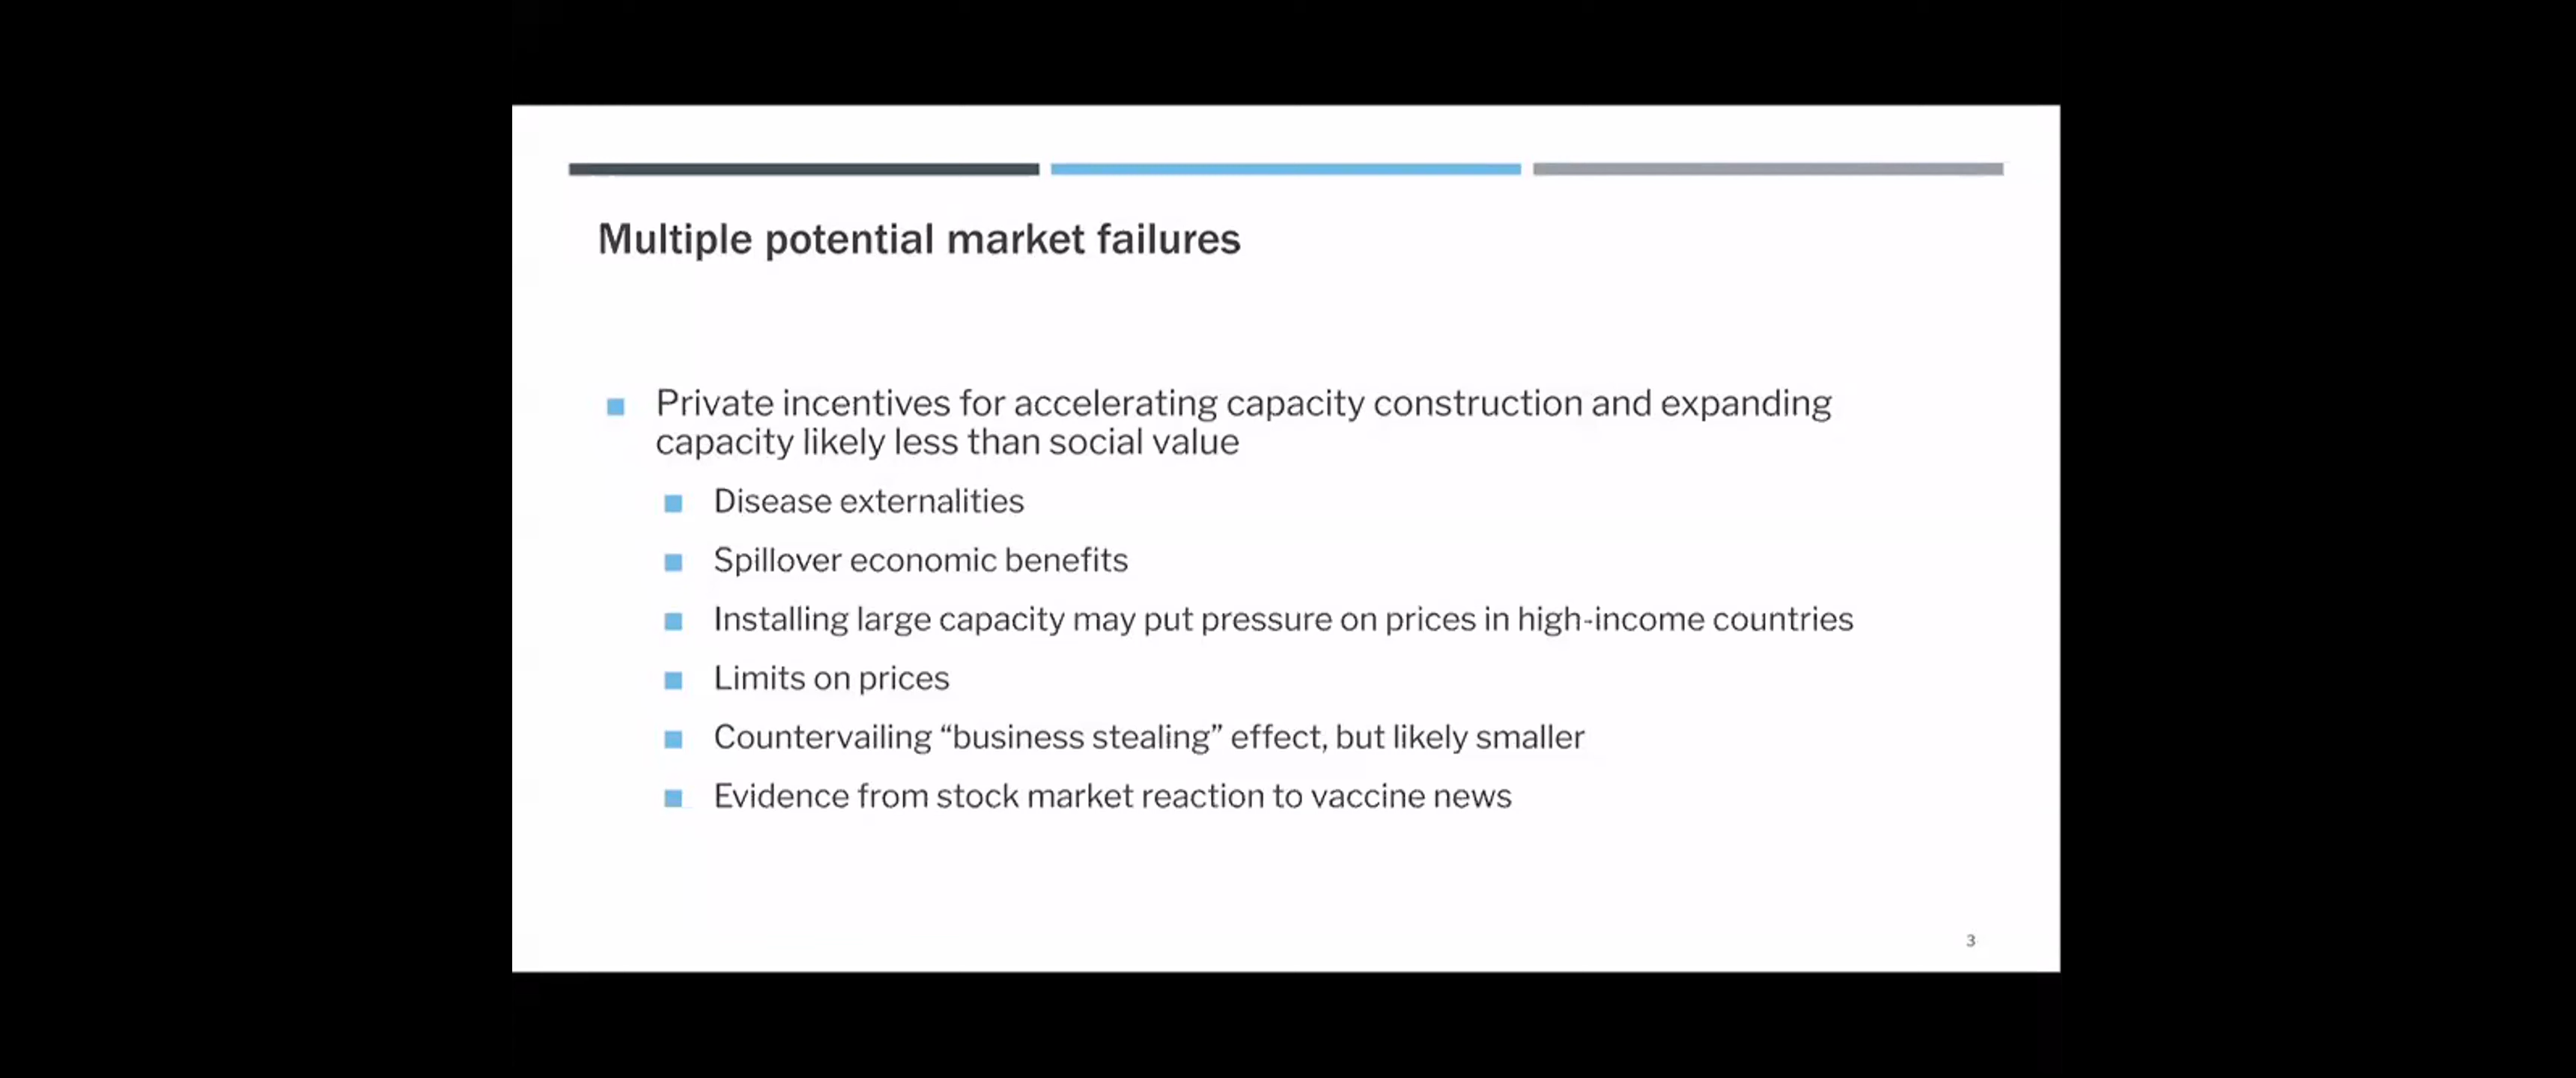 Multiple potential market failures
Private incentives for accelerating capacity construction and expanding
capacity likely less than social value
Disease externalities
Spillover economic benefits
Installing large capacity may put pressure on prices in high-income countries
Limits on prices
Countervailing “business stealing” effect, but likely smaller
Evidence from stock market reaction to vaccine news
3